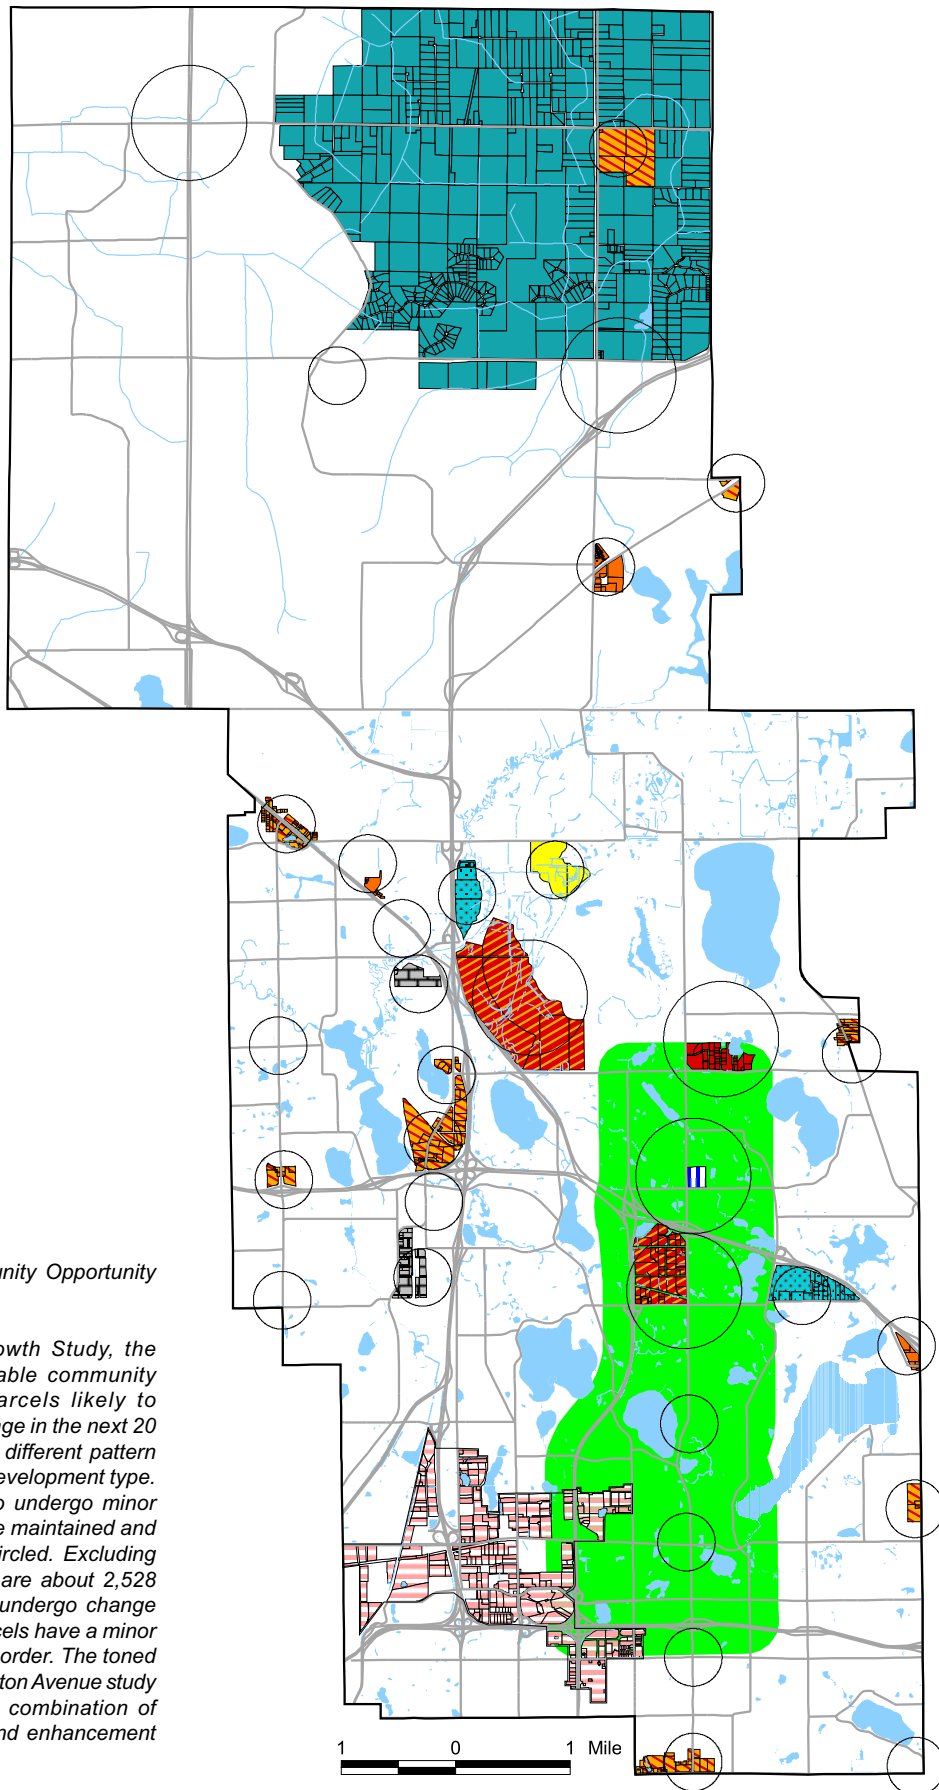 nity Opportunity
owth Study, the
able community
arcels likely to
nge in the next 20
different pattern
evelopment type.
o undergo minor
e maintained and
ircled. Excluding
are about 2,528
undergo change
cels have a minor
order. The toned
ton Avenue study
combination of
nd enhancement
1 0 1 Mile